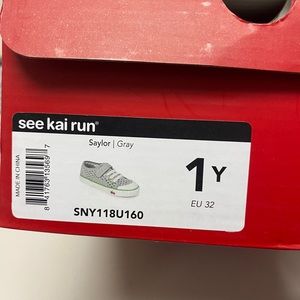 see kai run®
Saylor | Gray
MADE IN CHINA
1Y
EU 32
SNY118U160